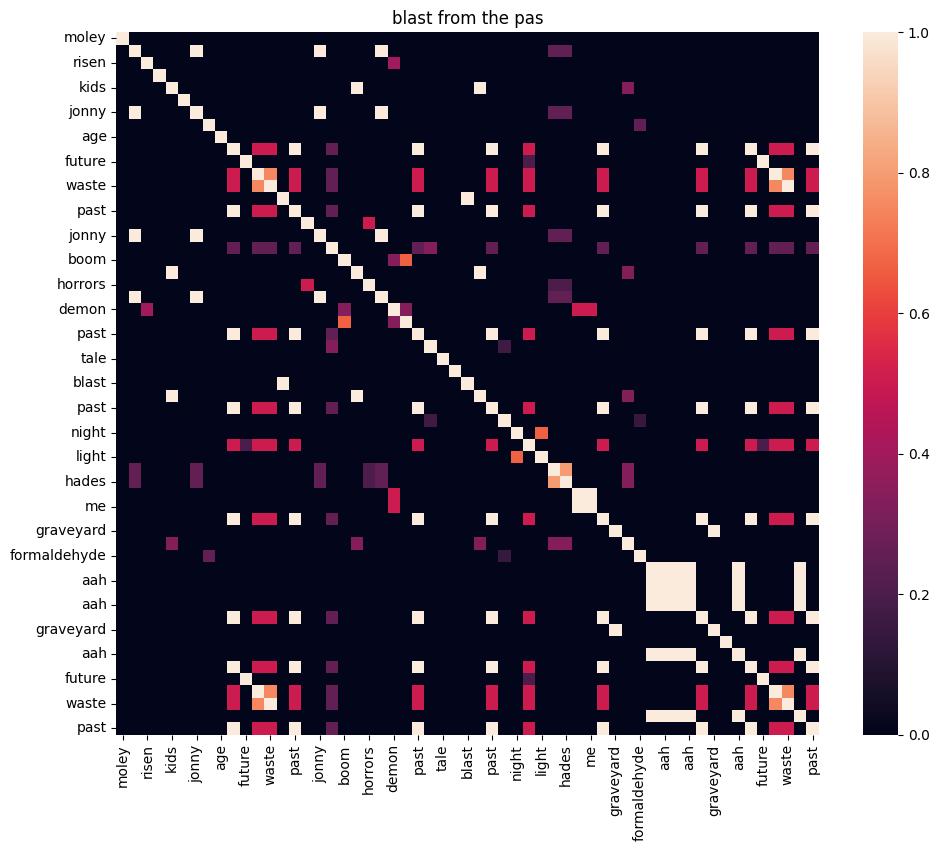 blast from the pas
moley
risen
kids
jonny
age
future
waste
past
jonny
boom
horrors
demon
past
tale
blast
past
night
light
hades
me
graveyard
formaldehyde
aah
aah
graveyard
aah
future
waste
past
1.0
0.8
0.6
0.4
0.2
0.0
moley
risen
kids
jonny
age
future
waste
past
jonny
boom
horrors
demon
past
tale
blast
past
night
light
hades
me
graveyard
formaldehyde
aah
aah
graveyard
aah
future
waste
past